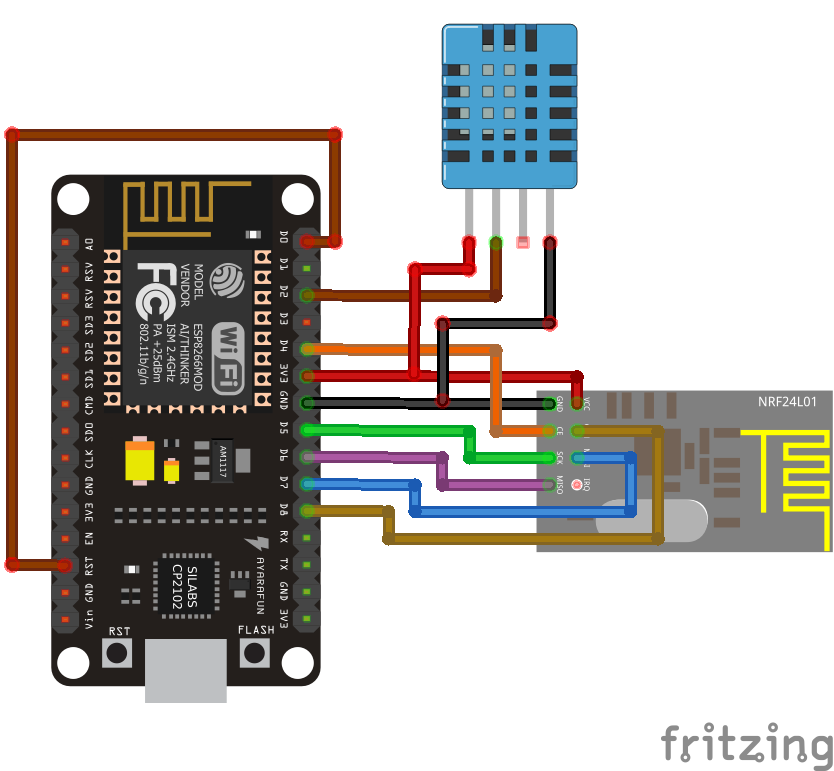 A0
RSV
RSV
SD3
SD2
SD1
CMD
SD0
CLK
GND
3V3
EN
RST
GND
Vin
D0
D1
D2
D3
D4
3V3
GND
D5
D6
D7
D8
RX
TX
GND
3V3
MODEL
VENDOR
ESP8266MOD
AI/THINKER
ISM 2.4GHz
PA +25dBm
802.11b/g/n
FC
WiFi
AM1117
SILABS
CP2102
AYARAFUN
RST
FLASH
NRF24L01
GND
VCC
CE
SCK
MISO
IRQ
fritzing